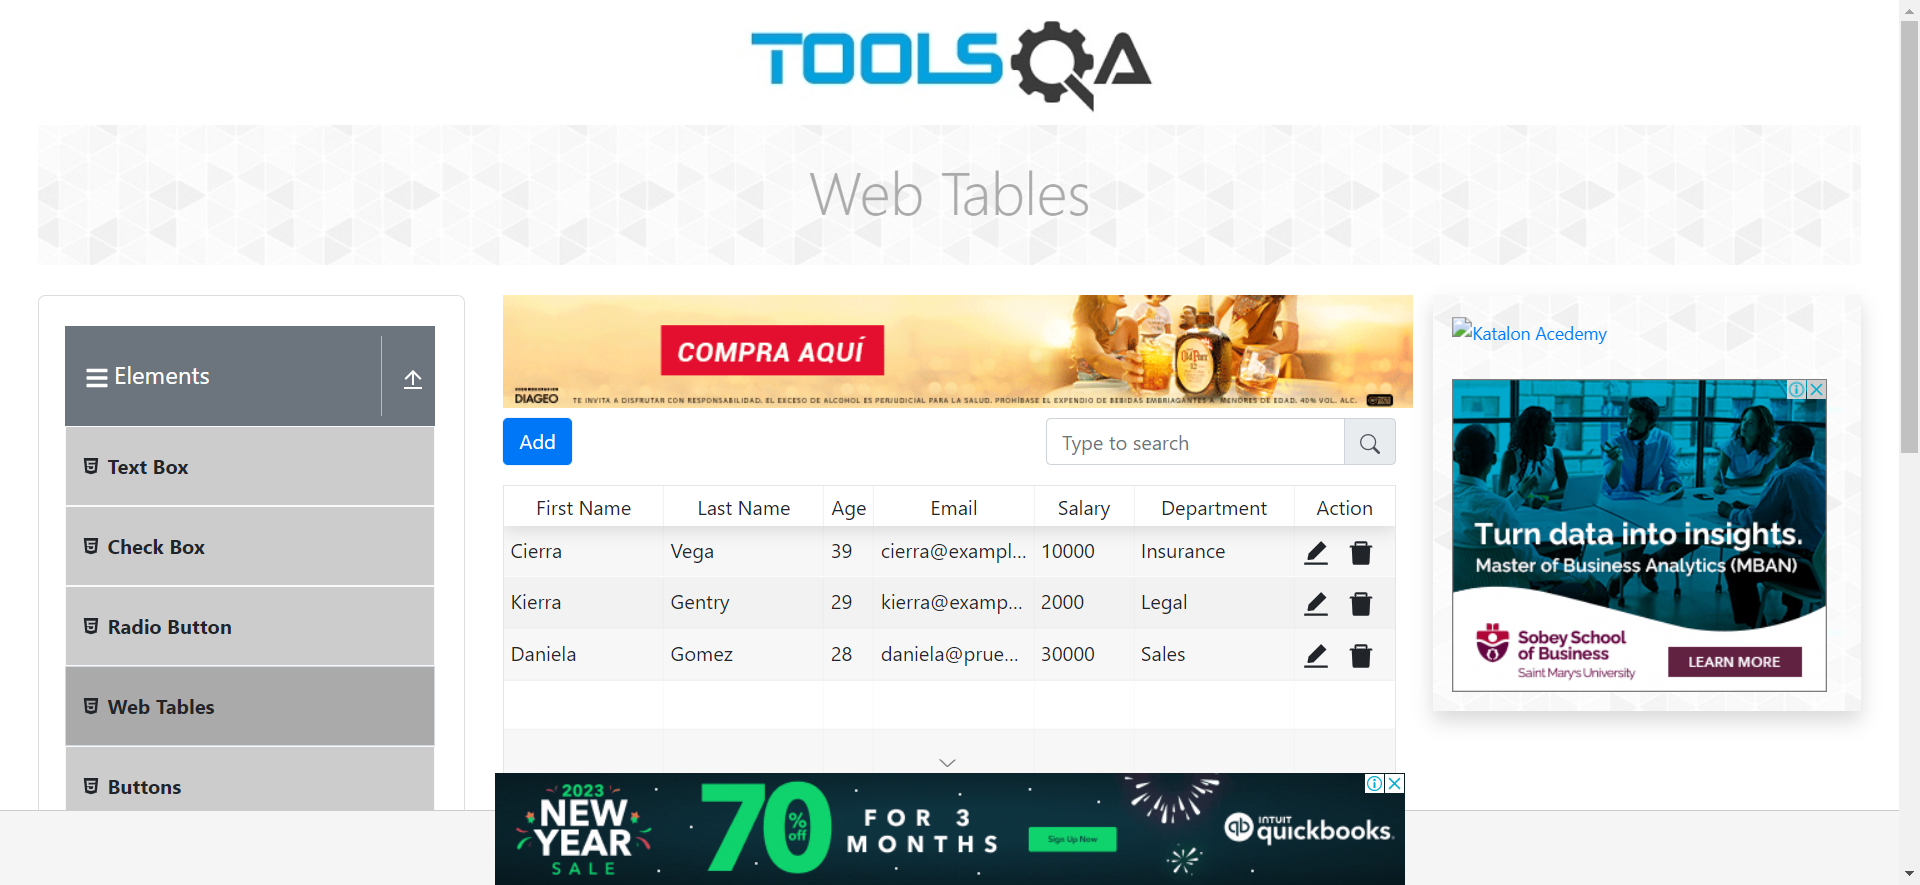 TOOLSQA
Web Tables
Elements
Text Box
Check Box
Radio Button
Web Tables
Buttons
COMPRA AQUÍ
Old Parr
12
DIAGEO
TE INVITA A DISFRUTAR CON RESPONSABILIDAD. EL EXCESO DE ALCOHOL ES PERJUDICIAL PARA LA SALUD. PROHÍBASE EL EXPENDIO DE BEBIDAS EMBRIAGANTES A MENORES DE EDAD. 40% VOL. ALC.
Add
Type to search
First Name Last Name Age Email Salary Department Action
Cierra Vega 39 cierra@exampl... 10000 Insurance
Kierra Gentry 29 kierra@examp... 2000 Legal
Daniela Gomez 28 daniela@prue... 30000 Sales
Katalon Acedemy
Turn data into insights.
Master of Business Analytics (MBAN)
Sobey School
of Business
Saint Mary's University
LEARN MORE
2023
NEW
YEAR
SALE
70% off
FOR 3
MONTHS
Sign Up Now
INTUIT
quickbooks.